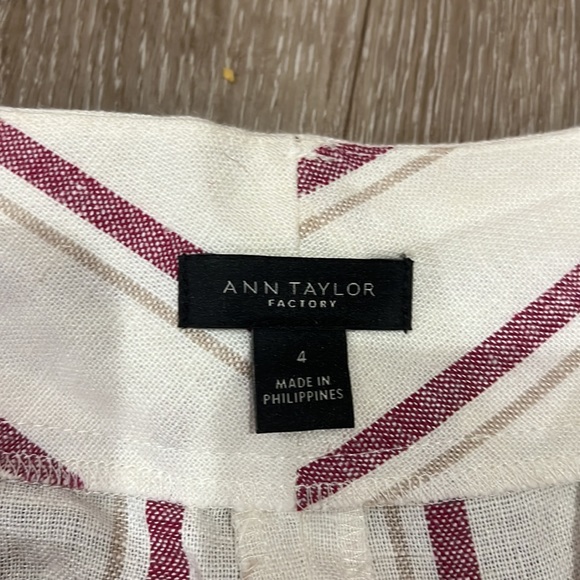 ANN TAYLOR
FACTORY
4
MADE IN
PHILIPPINES